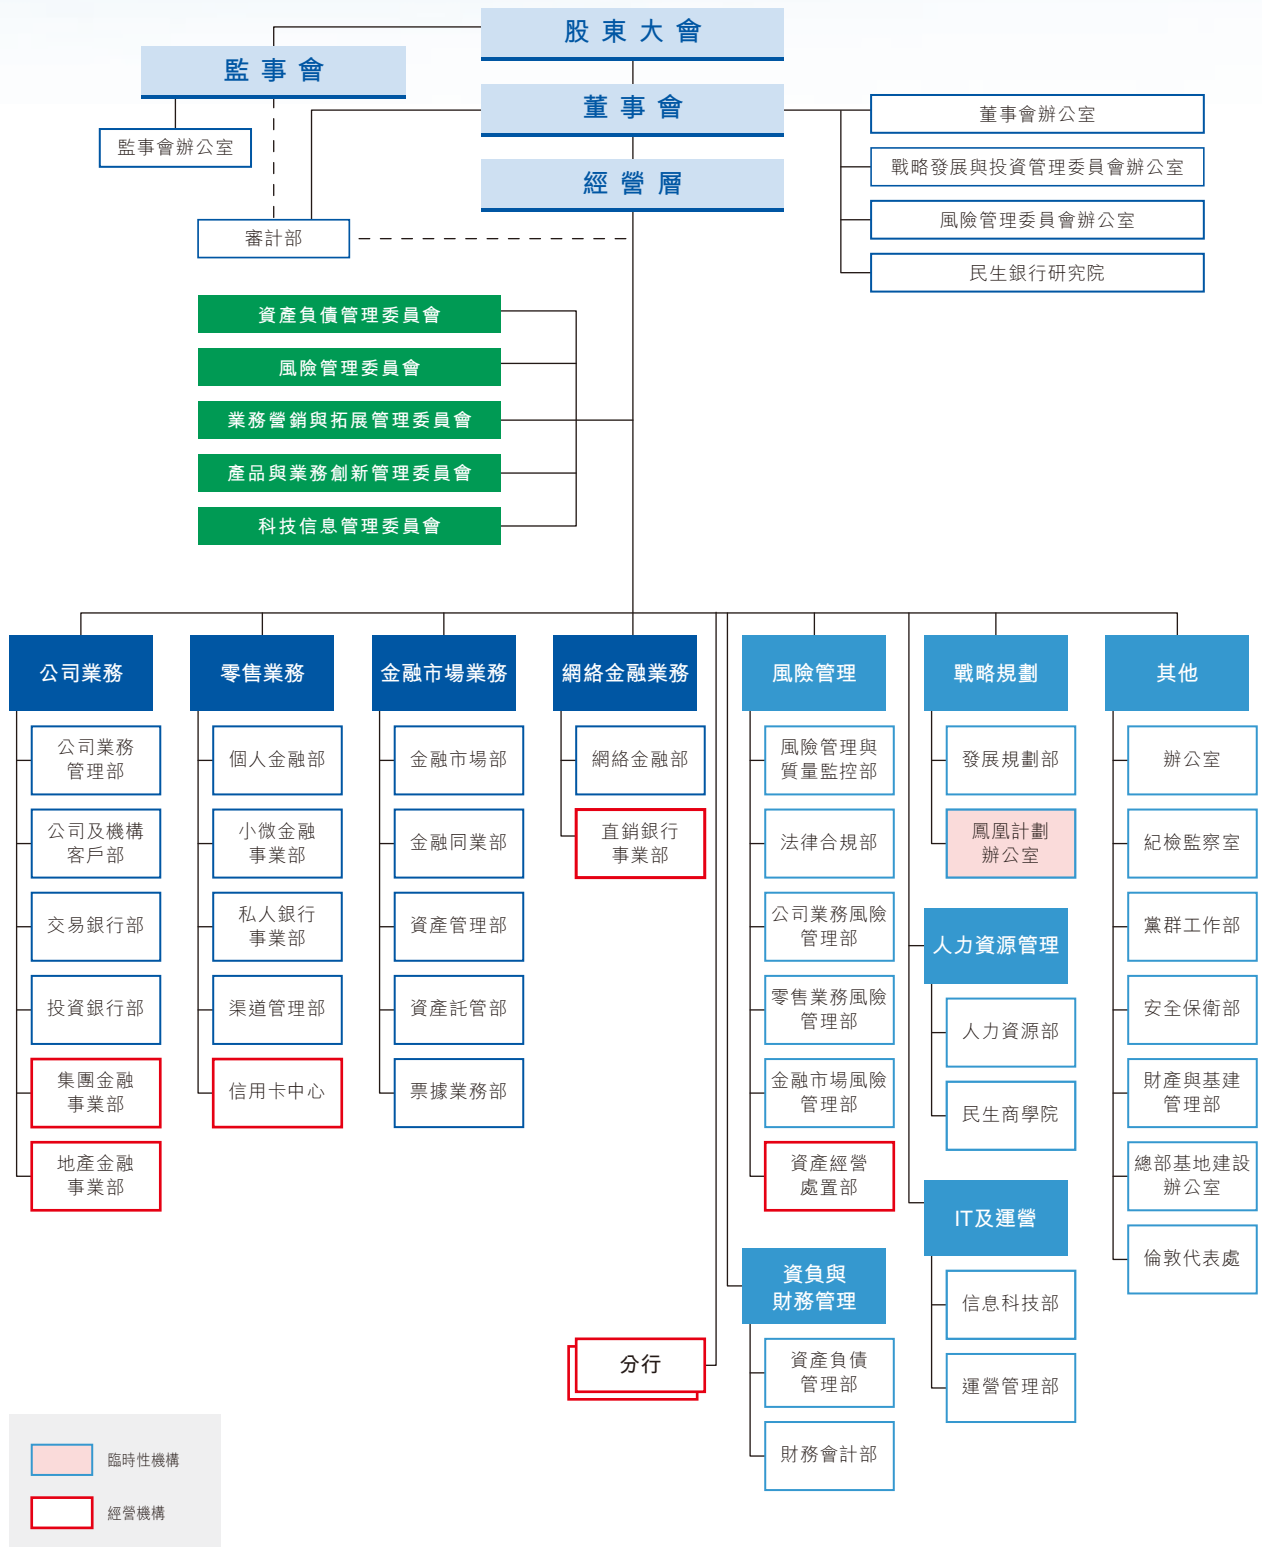 股東大會
監事會
董事會
監事會辦公室
董事會辦公室
戰略發展與投資管理委員會辦公室
風險管理委員會辦公室
民生銀行研究院
經營層
審計部
資產負債管理委員會
風險管理委員會
業務營銷與拓展管理委員會
產品與業務創新管理委員會
科技信息管理委員會
公司業務
公司業務
管理部
公司及機構
客戶部
交易銀行部
投資銀行部
集團金融
事業部
地產金融
事業部
零售業務
個人金融部
小微金融
事業部
私人銀行
事業部
渠道管理部
信用卡中心
金融市場業務
金融市場部
金融同業部
資產管理部
資產託管部
票據業務部
網絡金融業務
網絡金融部
直銷銀行
事業部
分行
風險管理
風險管理與
質量監控部
法律合規部
公司業務風險
管理部
零售業務風險
管理部
金融市場風險
管理部
資產經營
處置部
資負與
財務管理
資產負債
管理部
財務會計部
戰略規劃
發展規劃部
鳳凰計劃
辦公室
人力資源管理
人力資源部
民生商學院
IT及運營
信息科技部
運營管理部
其他
辦公室
紀檢監察室
黨群工作部
安全保衛部
財產與基建
管理部
總部基地建設
辦公室
倫敦代表處
臨時性機構
經營機構